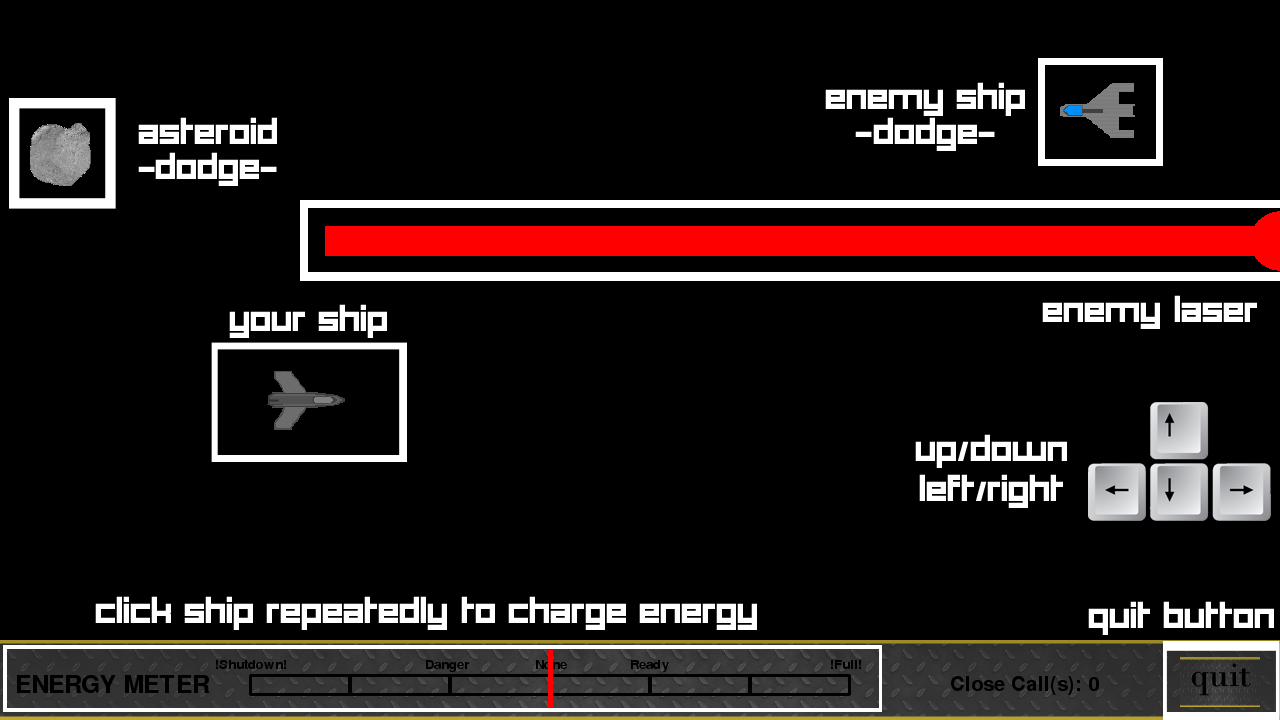 enemy ship
-dodge-
asteroid
-dodge-
enemy laser
your ship
up/down
left/right
click ship repeatedly to charge energy
quit button
!Shutdown!
Danger
None
Ready
!Full!
ENERGY METER
Close Call(s): 0
quit